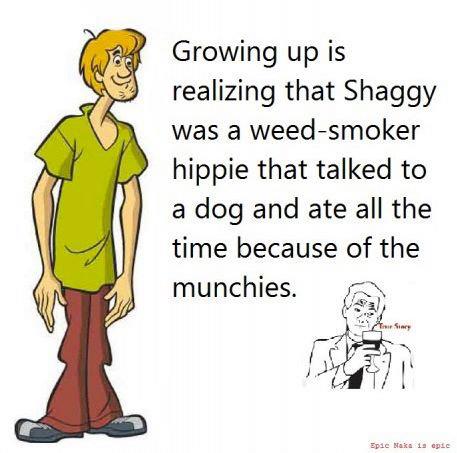 Growing up is
realizing that Shaggy
was a weed-smoker
hippie that talked to
a dog and ate all the
time because of the
munchies.
True Story
Epic Naka is epic